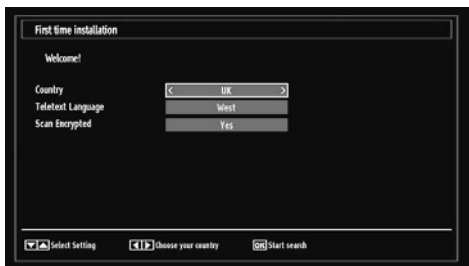 First time installation
Welcome!
Country < UK >
Teletext Language West
Scan Encrypted Yes
Select Setting Choose your country OK Start search